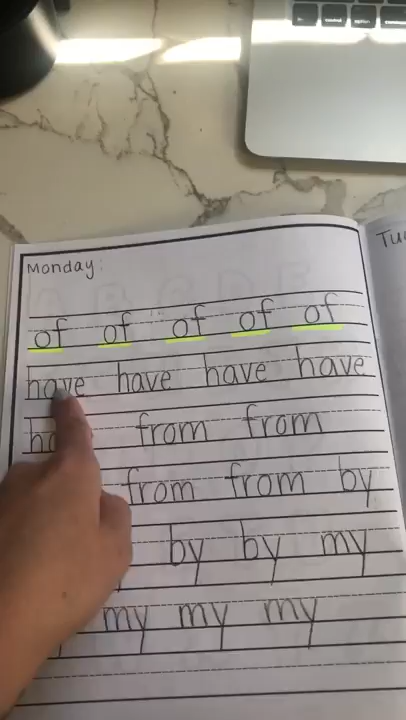 Monday:
Tu
of of of of of
have have have have
from from
from from by
by by my
my my my